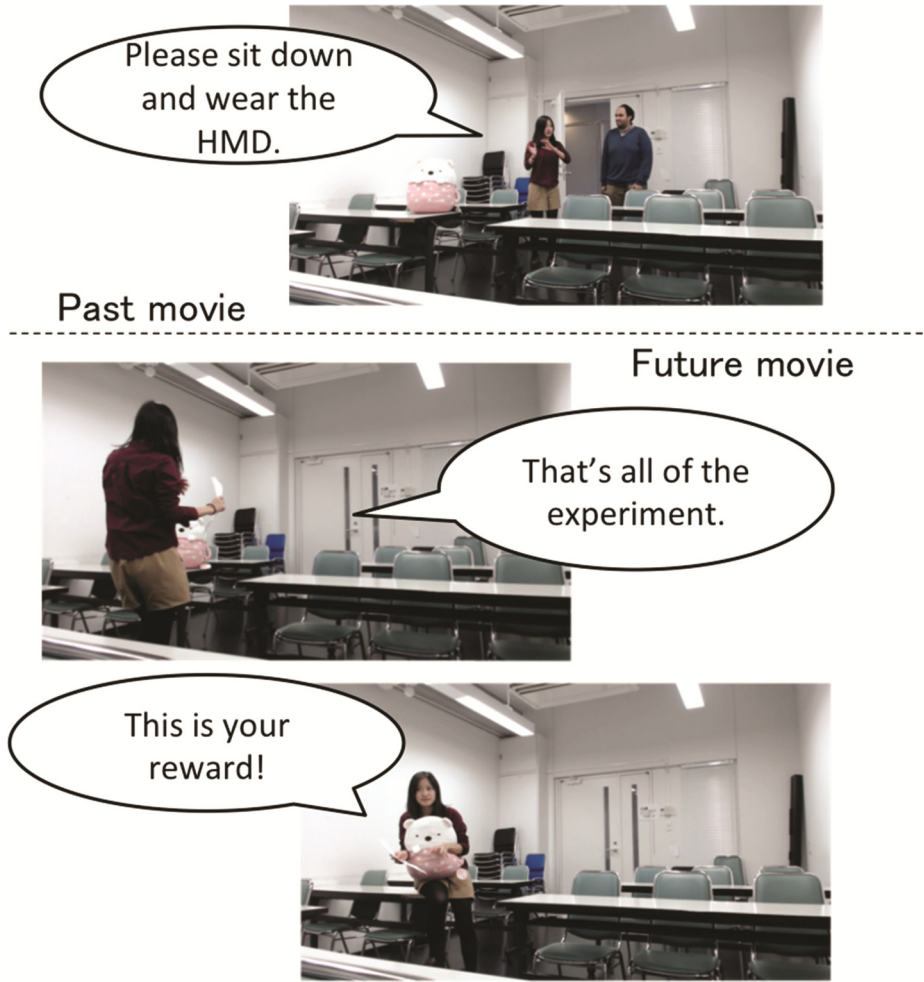 Please sit down
and wear the
HMD.
Past movie
Future movie
That's all of the
experiment.
This is your
reward!